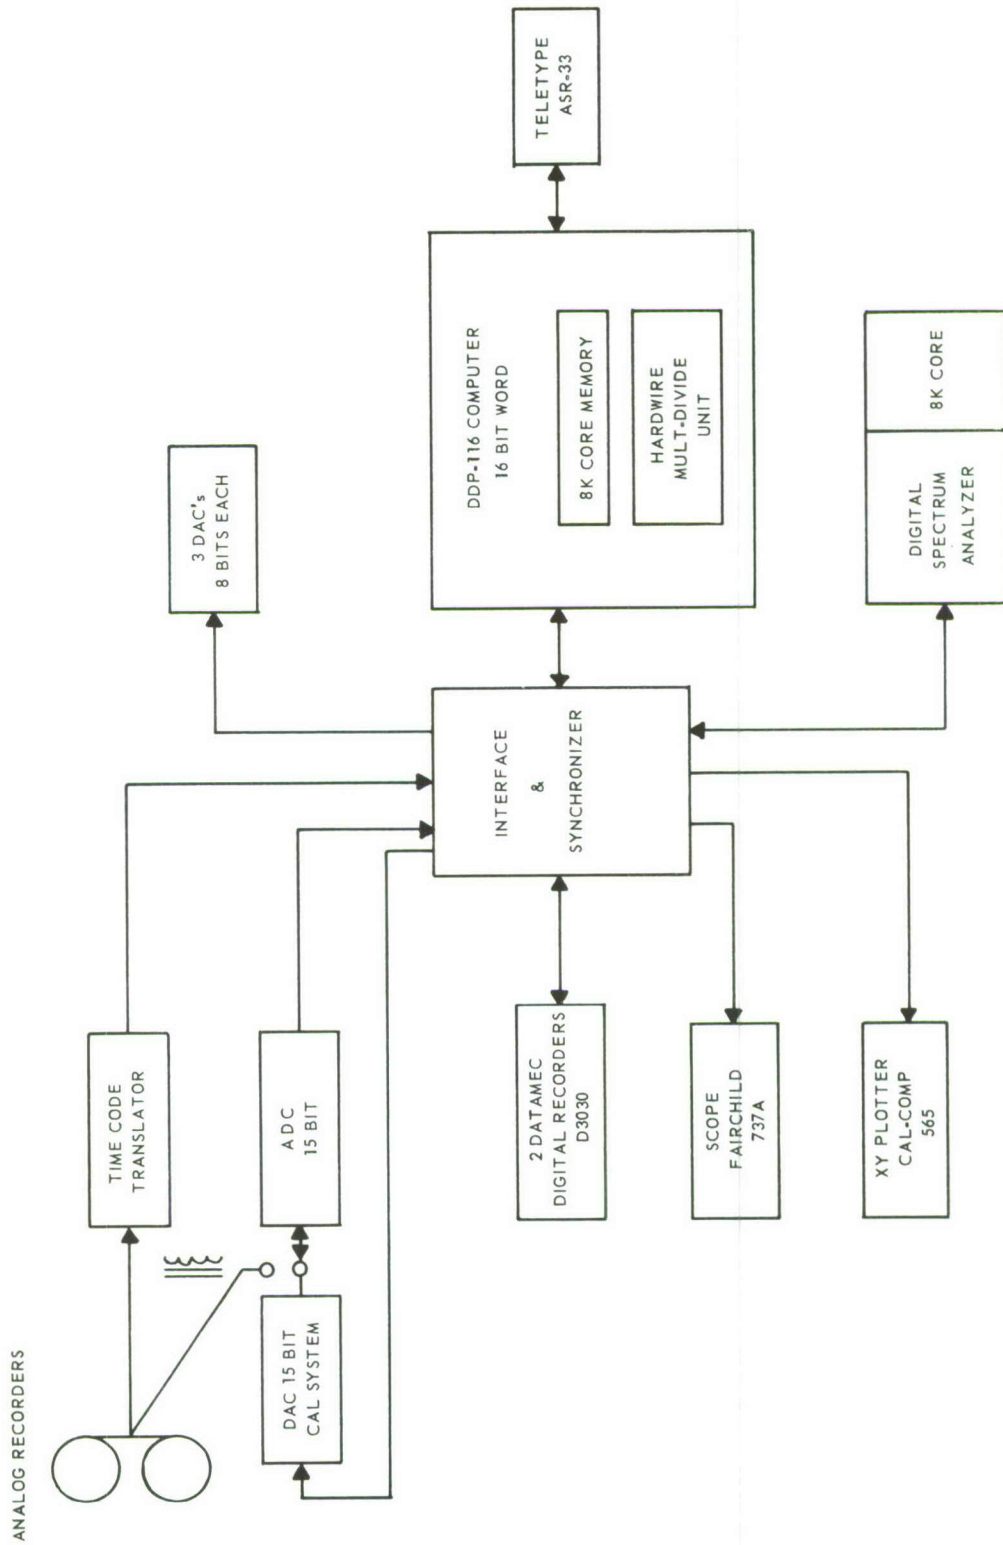 ANALOG RECORDERS
TIME CODE
TRANSLATOR
3 DAC's
8 BITS EACH
DAC 15 BIT
CAL SYSTEM
ADC
15 BIT
INTERFACE
&
SYNCHRONIZER
DDP-116 COMPUTER
16 BIT WORD
8K CORE MEMORY
HARDWIRE
MULT-DIVIDE
UNIT
TELETYPE
ASR-33
2 DATAMEC
DIGITAL RECORDERS
D3030
SCOPE
FAIRCHILD
737A
XY PLOTTER
CAL-COMP
565
DIGITAL
SPECTRUM
ANALYZER
8K CORE